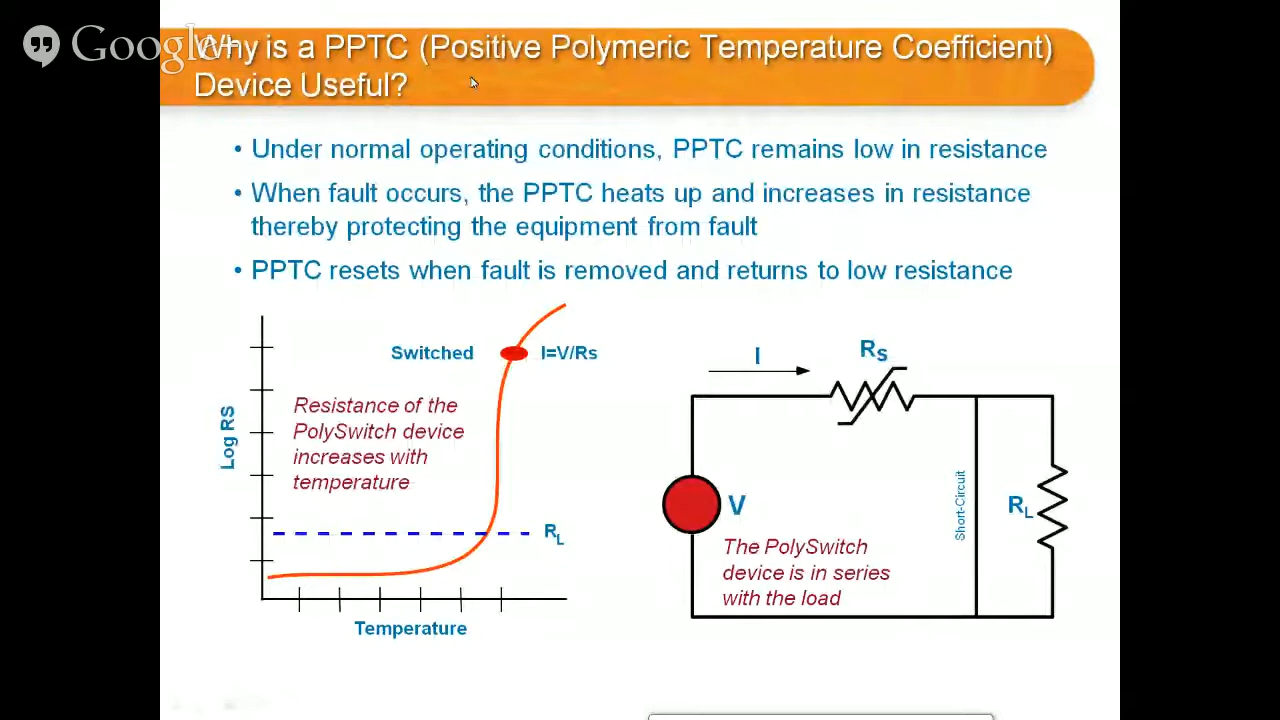 Google+
Why is a PPTC (Positive Polymeric Temperature Coefficient)
Device Useful?
• Under normal operating conditions, PPTC remains low in resistance
• When fault occurs, the PPTC heats up and increases in resistance
thereby protecting the equipment from fault
• PPTC resets when fault is removed and returns to low resistance
Switched
I=V/Rs
Resistance of the
PolySwitch device
increases with
temperature
Log RS
RL
Temperature
I
RS
V
Short-Circuit
RL
The PolySwitch
device is in series
with the load